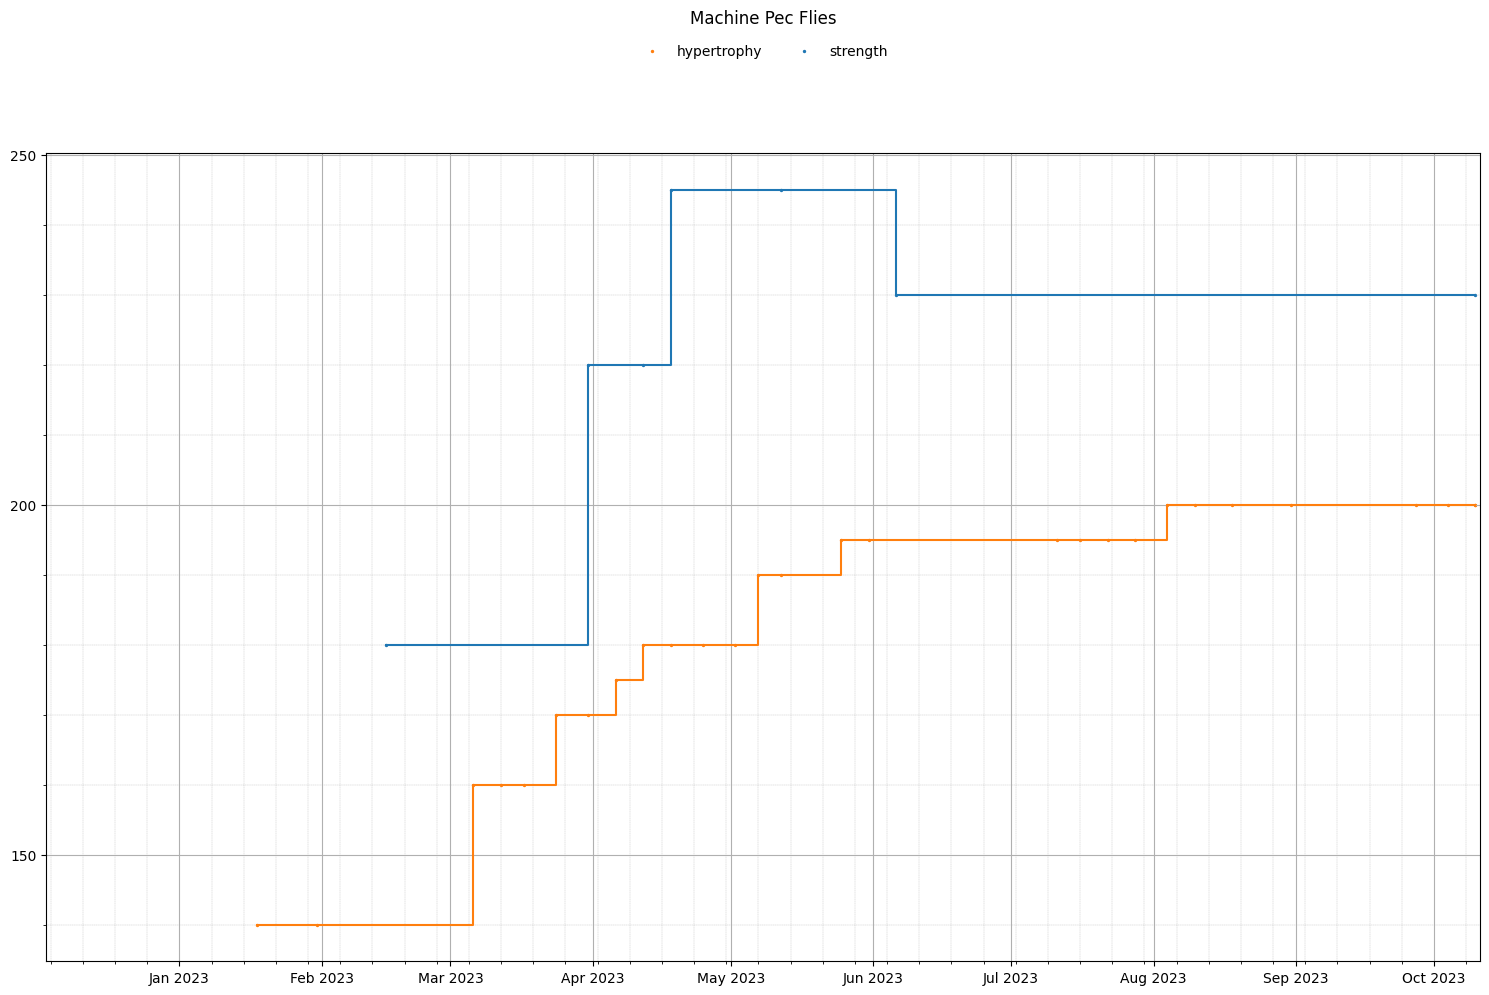 Machine Pec Flies
hypertrophy strength
250
200
150
Jan 2023 Feb 2023 Mar 2023 Apr 2023 May 2023 Jun 2023 Jul 2023 Aug 2023 Sep 2023 Oct 2023